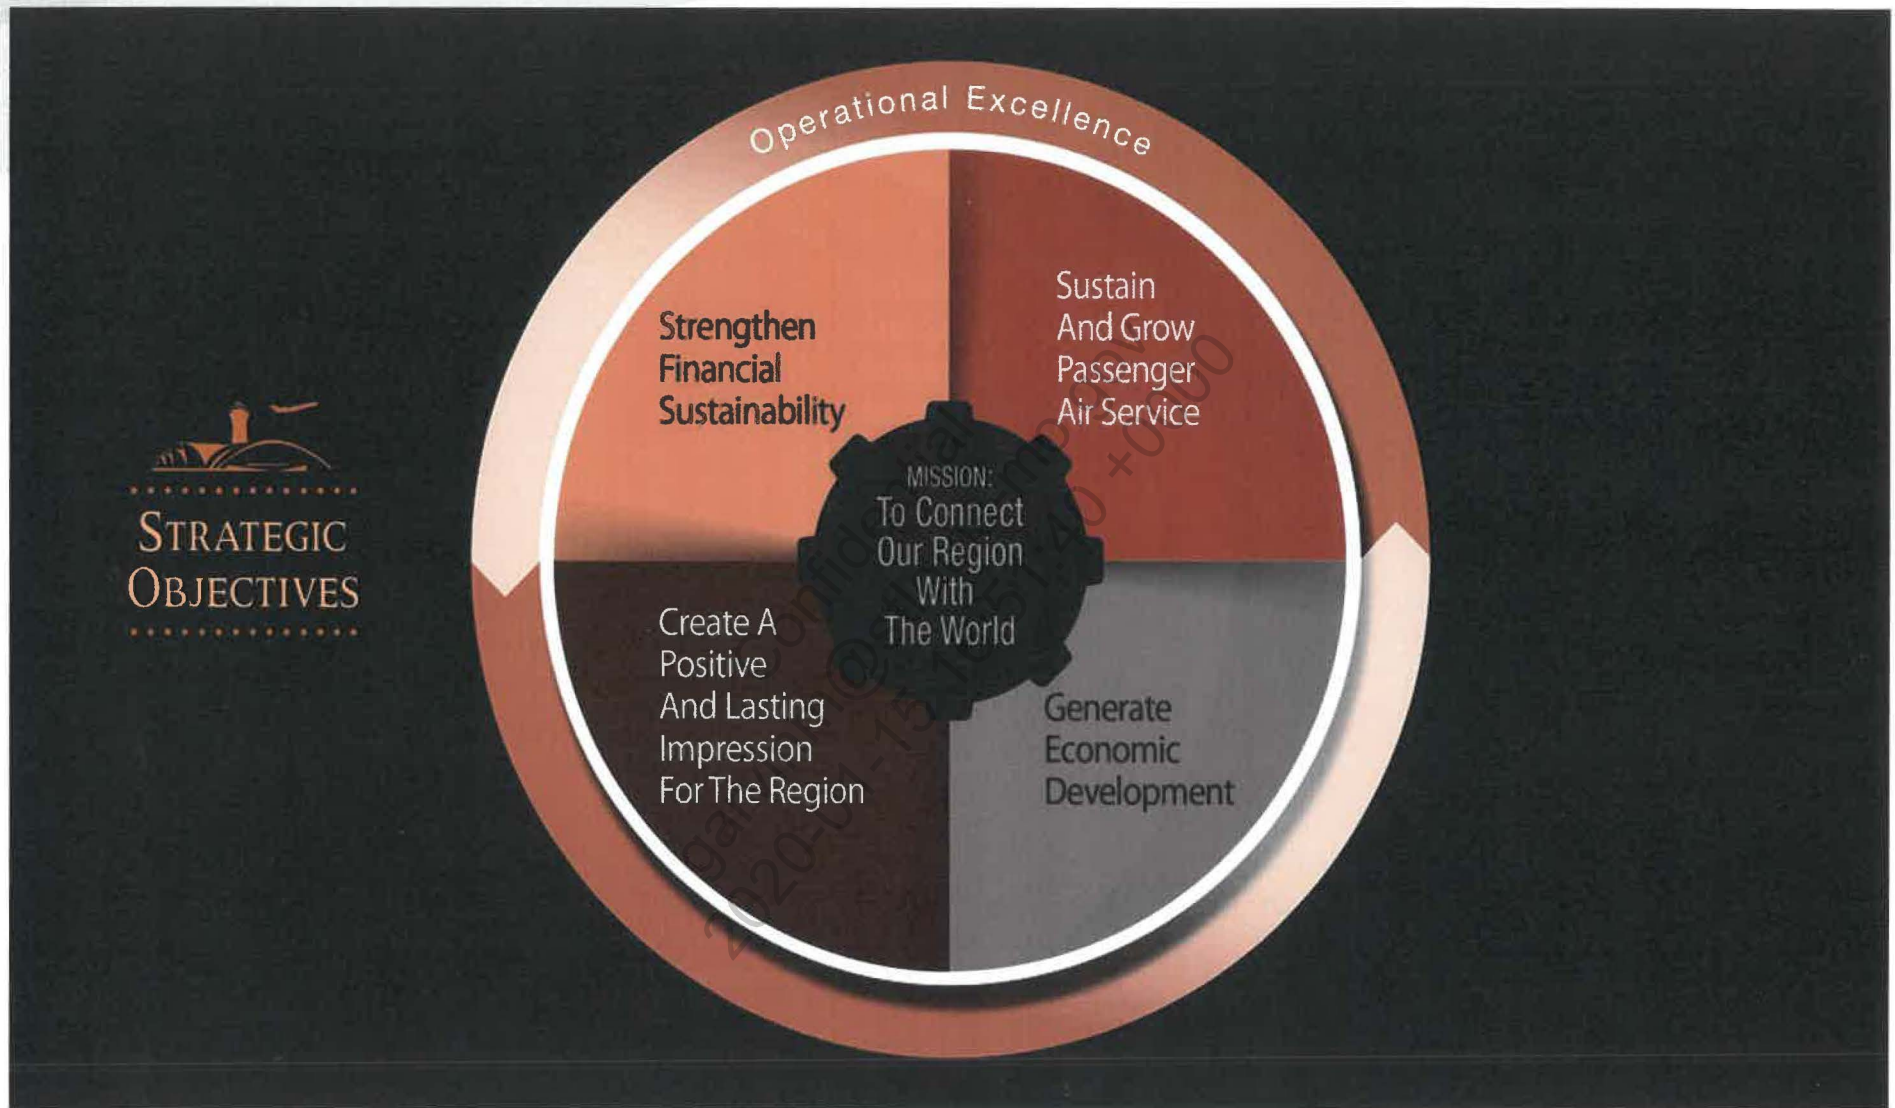 Operational Excellence
Strengthen
Financial
Sustainability
Sustain
And Grow
Passenger
Air Service
MISSION:
To Connect
Our Region
With
The World
Create A
Positive
And Lasting
Impression
For The Region
Generate
Economic
Development
STRATEGIC
OBJECTIVES
Confidential